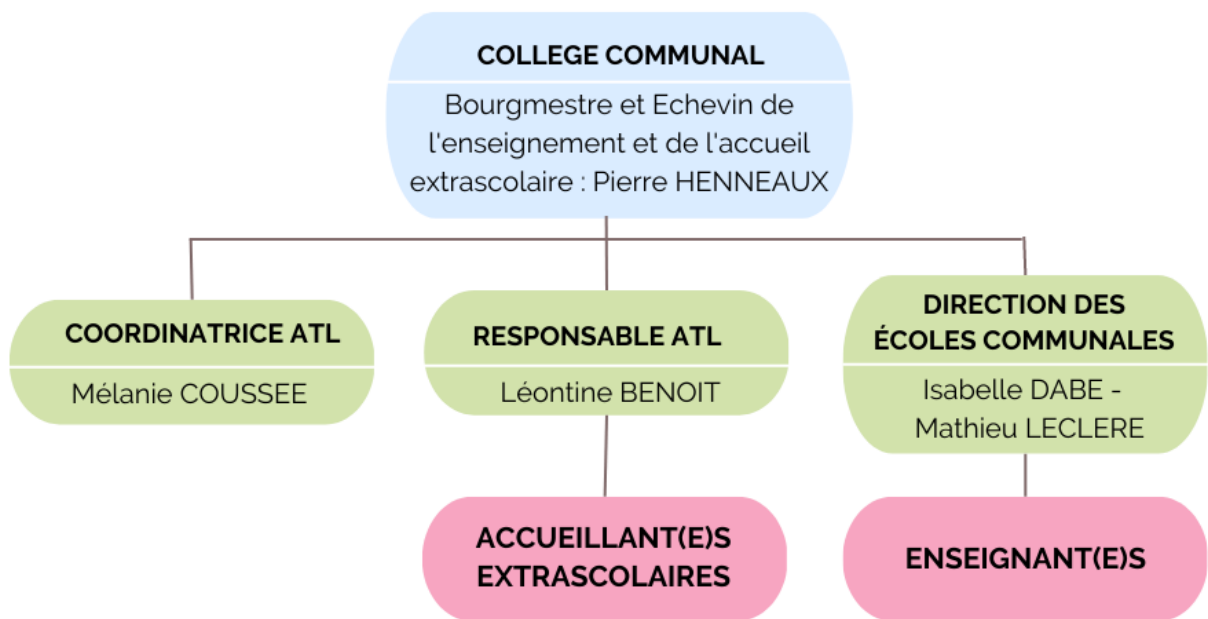 COLLEGE COMMUNAL
Bourgmestre et Echevin de
l'enseignement et de l'accueil
extrascolaire : Pierre HENNEAUX
COORDINATRICE ATL
Mélanie COUSSEE
RESPONSABLE ATL
Léontine BENOIT
DIRECTION DES
ÉCOLES COMMUNALES
Isabelle DABE -
Mathieu LECLERE
ACCUEILLANT(E)S
EXTRASCOLAIRES
ENSEIGNANT(E)S